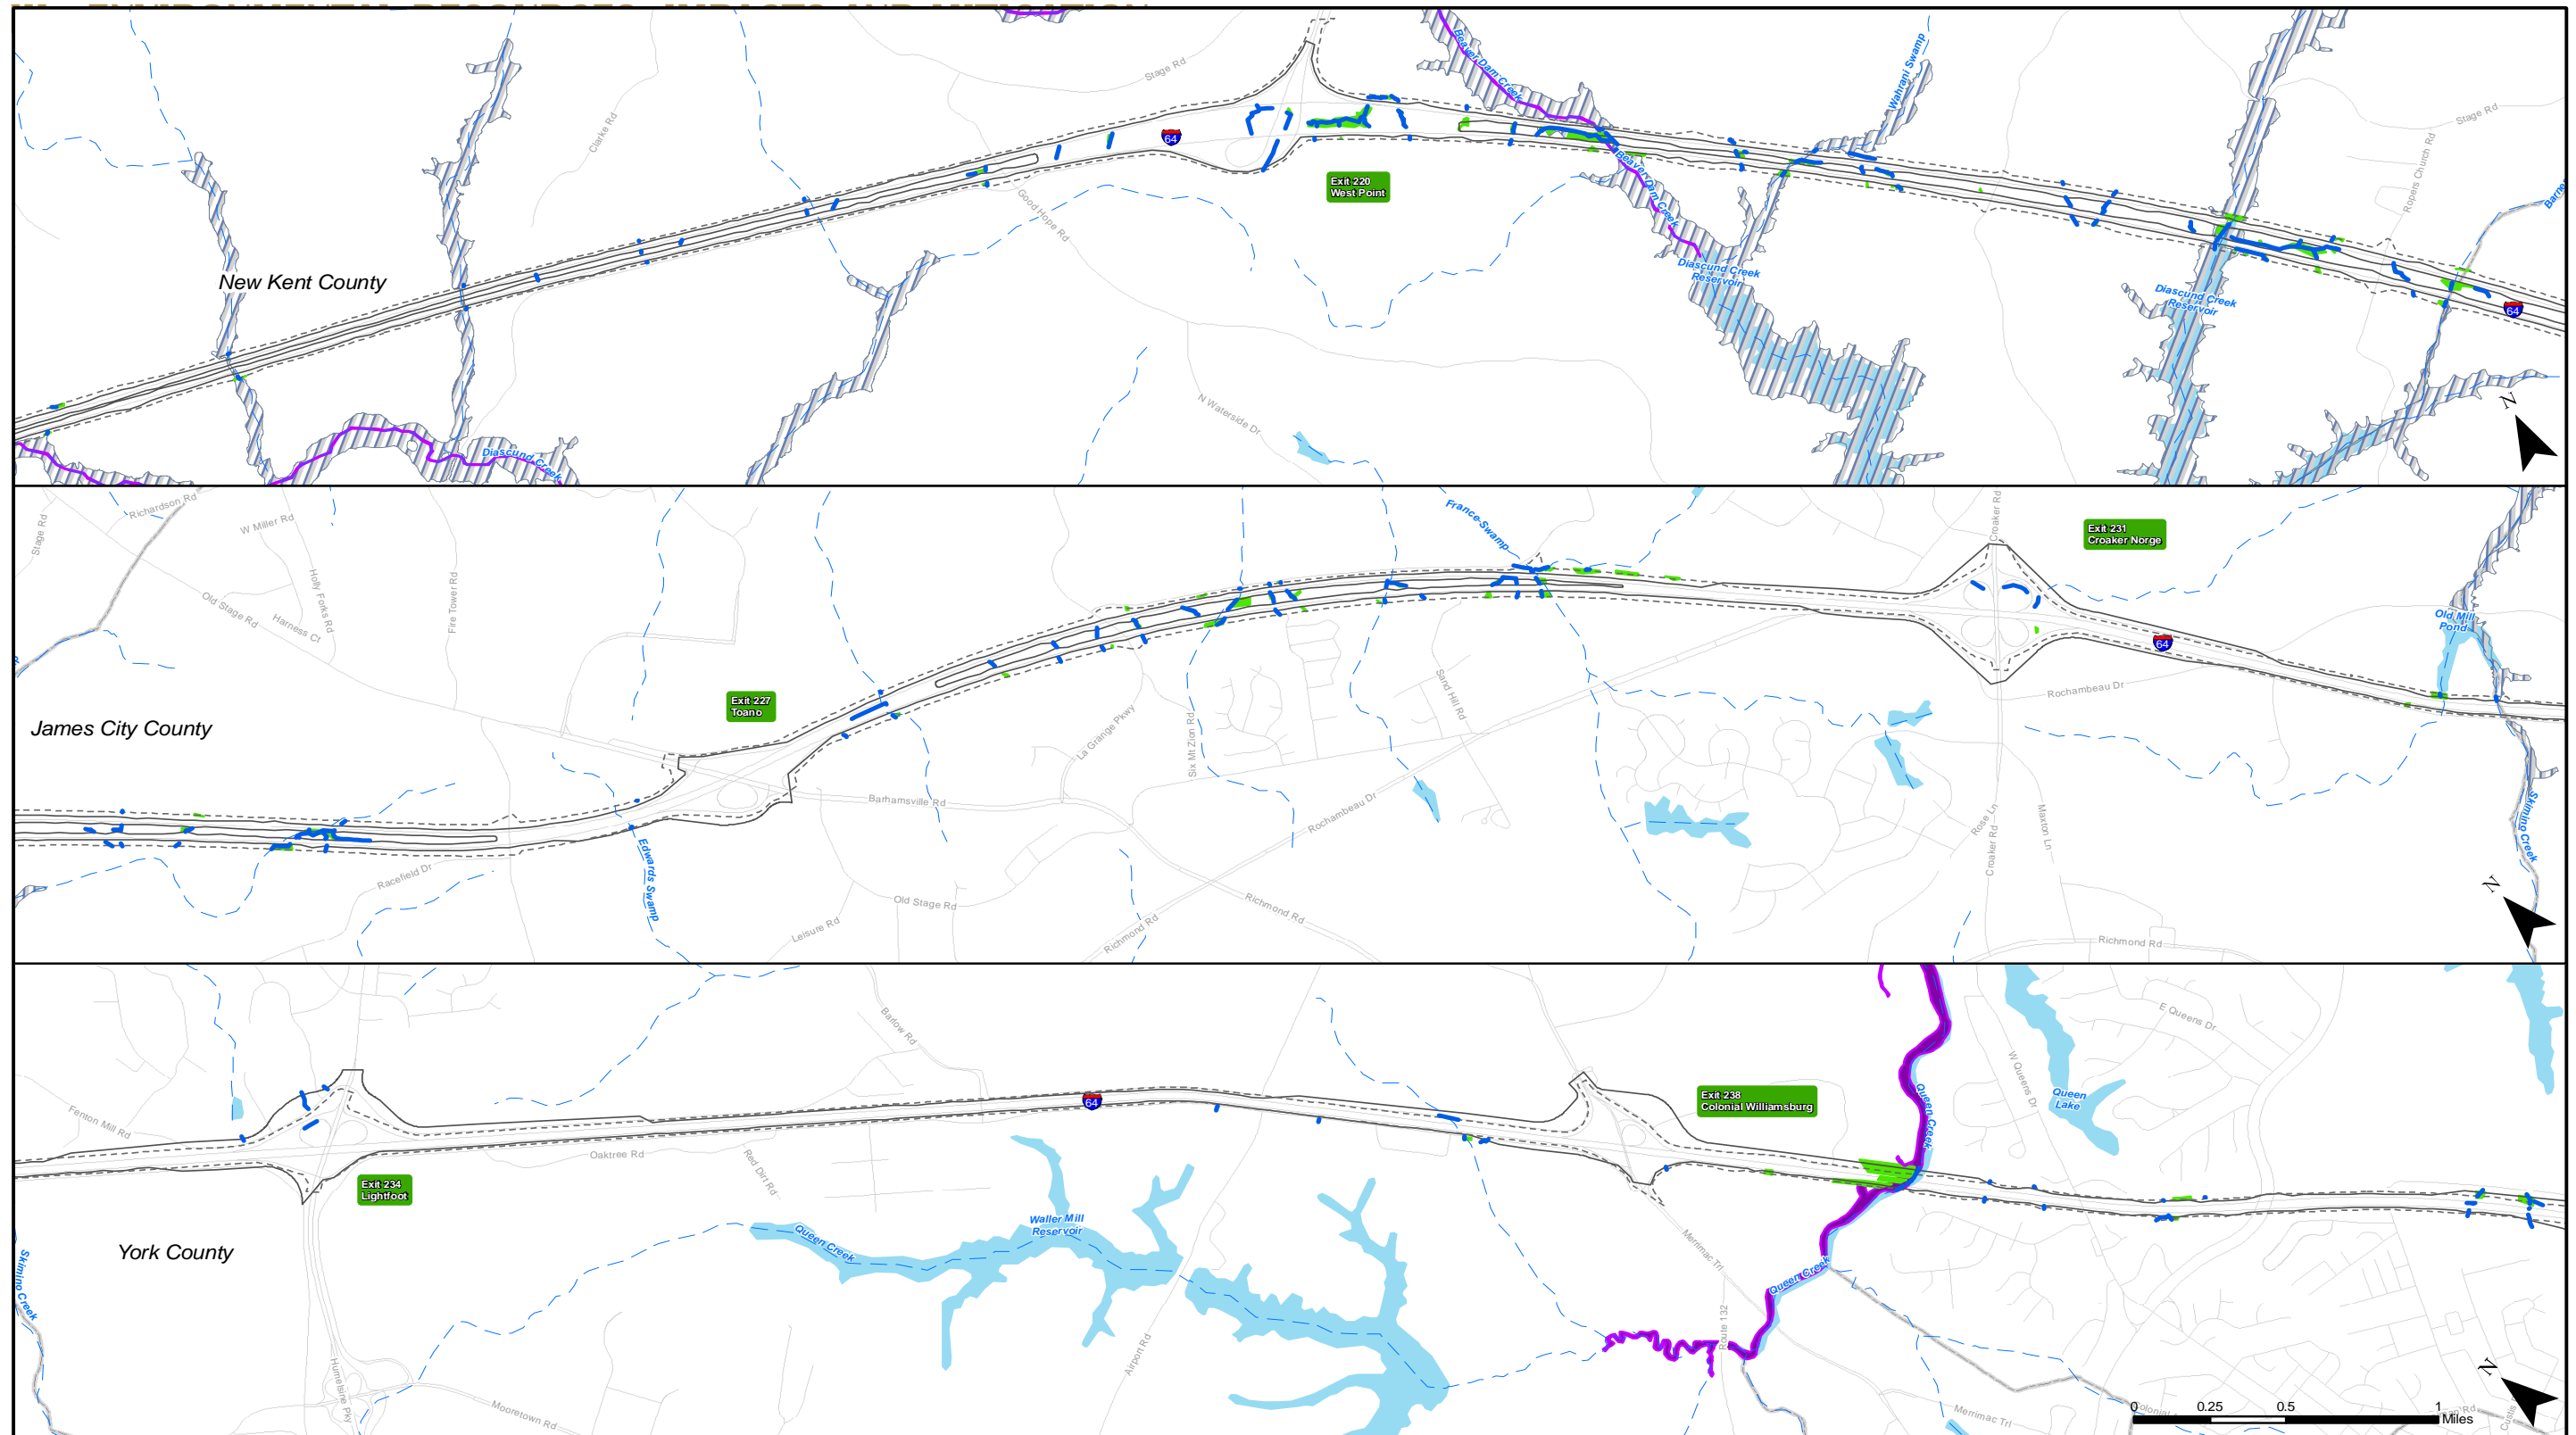 Stage Rd
Clarke Rd
64
Beaver Dam Creek
Wahrani Swamp
Stage Rd
Ropers Church Rd
Exit 220
West Point
Beaver Dam Creek
Good Hope Rd
New Kent County
Diascund Creek
Reservoir
Diascund Creek
Reservoir
64
N Waterside Dr
Diascund Creek
N
Richardson Rd
Stage Rd
W Miller Rd
Holly Forks Rd
Fire Tower Rd
Old Stage Rd
Harness Ct
France Swamp
Croaker Rd
Exit 231
Croaker Norge
Old Mill
Pond
64
Exit 227
Toano
James City County
La Grange Pkwy
Six Mt Zion Rd
Sand Hill Rd
Rochambeau Dr
Barhamsville Rd
Rochambeau Dr
Rose Ln
Croaker Rd
Maxton Ln
Skiming Creek
Racefield Dr
Edwards Swamp
Old Stage Rd
Leisure Rd
Richmond Rd
Richmond Rd
Richmond Rd
N
Barlow Rd
E Queens Dr
W Queens Dr
Queen
Lake
Queen Creek
Fenton Mill Rd
64
Exit 238
Colonial Williamsburg
Oaktree Rd
Red Dirt Rd
Exit 234
Lightfoot
York County
Queen Creek
Waller Mill
Reservoir
Merrimac Trl
Queen Creek
Skimino Creek
Route 132
Airport Rd
Humelsine Pky
Mooretown Rd
Merrimac Trl
N
0 0.25 0.5 1
Miles